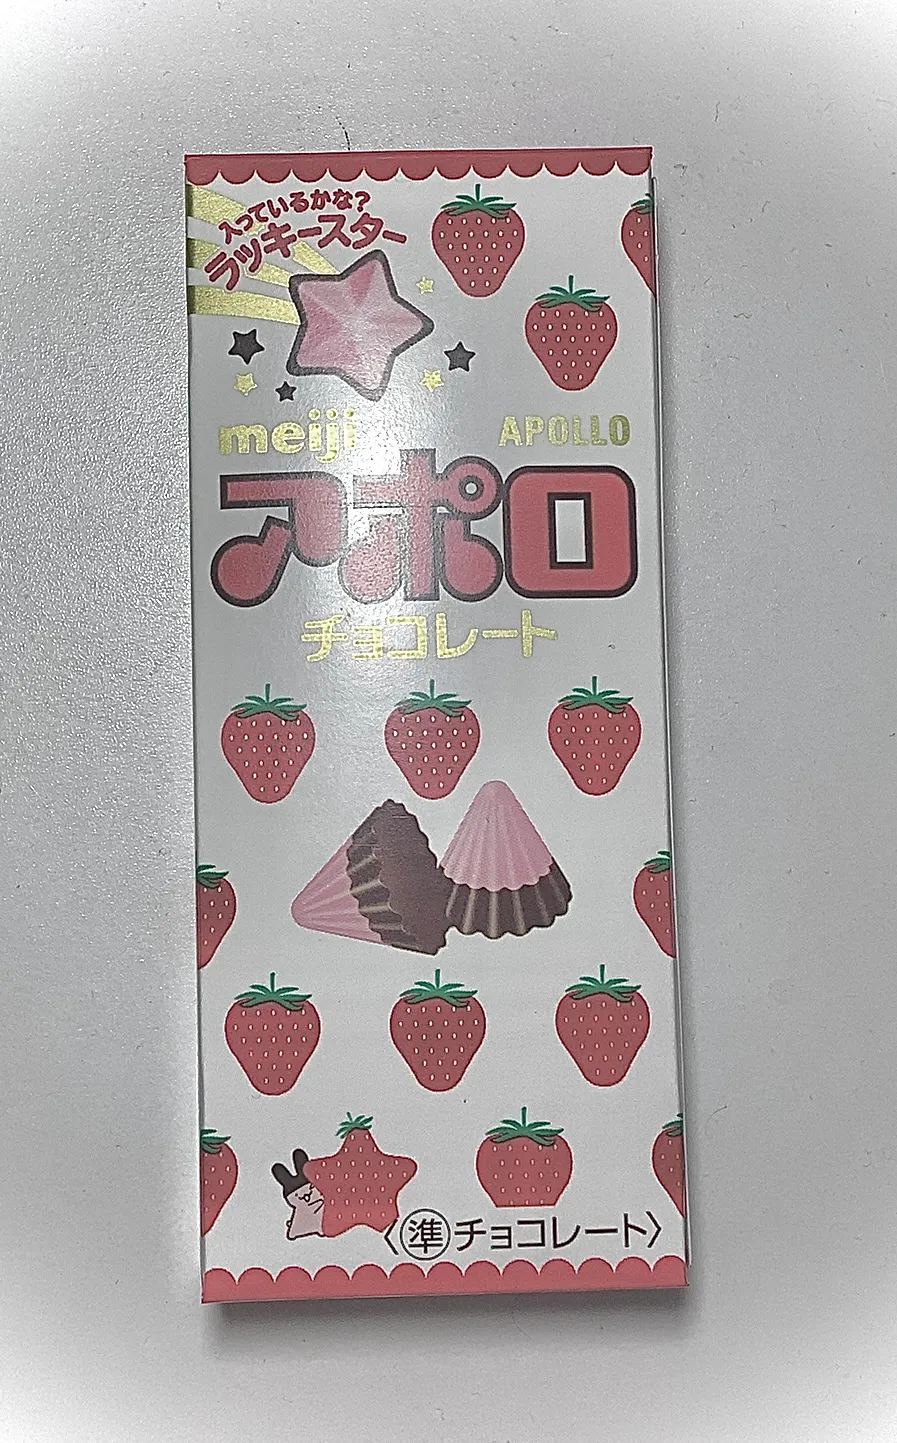 入っているかな?
ラッキースター
meiji
APOLLO
アポロ
チョコレート
〈準チョコレート〉